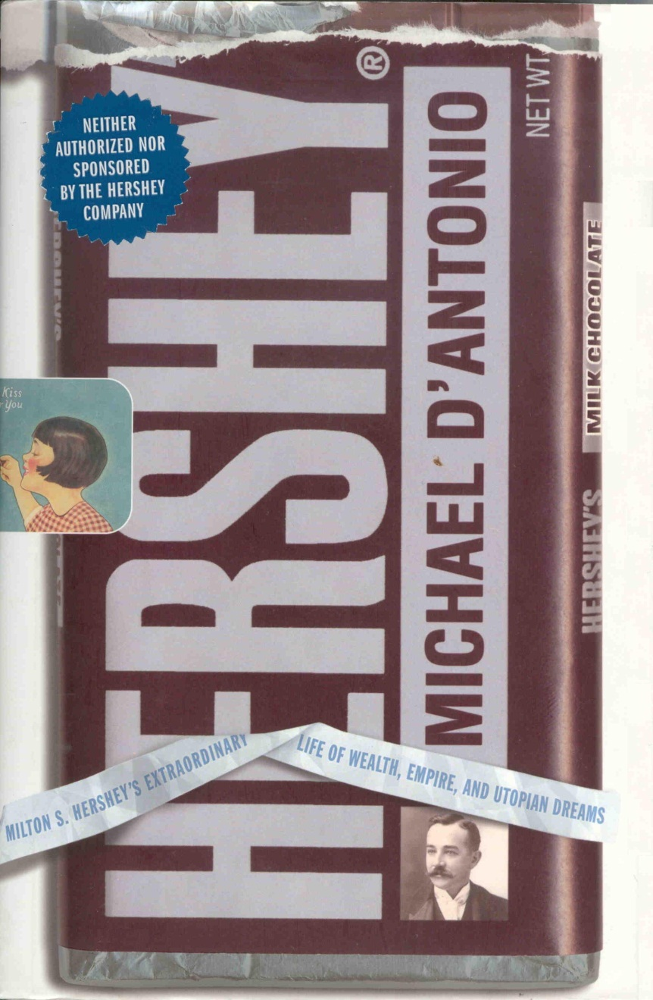 NEITHER
AUTHORIZED NOR
SPONSORED
BY THE HERSHEY
COMPANY
HERSHEY®
MICHAEL D'ANTONIO
NET WT.
MILK CHOCOLATE
HERSHEY'S
Kiss
You
MILTON S. HERSHEY'S EXTRAORDINARY
LIFE OF WEALTH, EMPIRE, AND UTOPIAN DREAMS